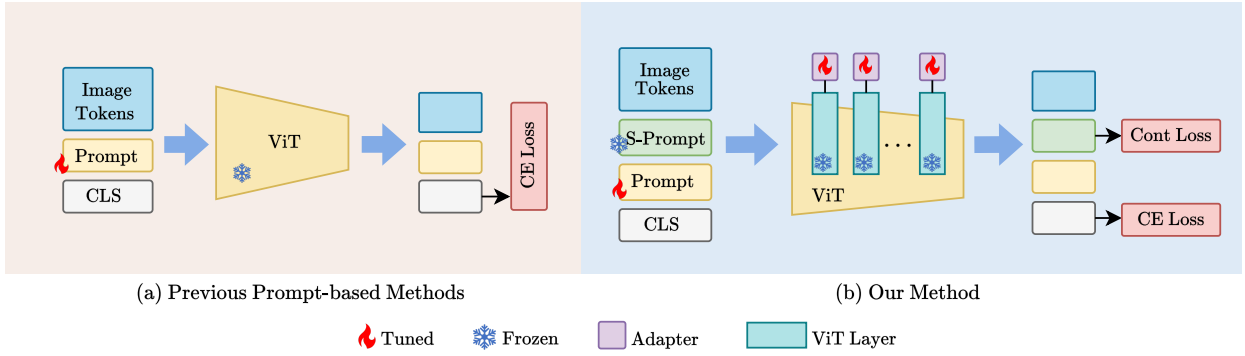 Image
Tokens
Prompt
CLS
ViT
CE Loss
(a) Previous Prompt-based Methods
Image
Tokens
S-Prompt
Prompt
CLS
...
ViT
Cont Loss
CE Loss
(b) Our Method
Tuned
Frozen
Adapter
ViT Layer